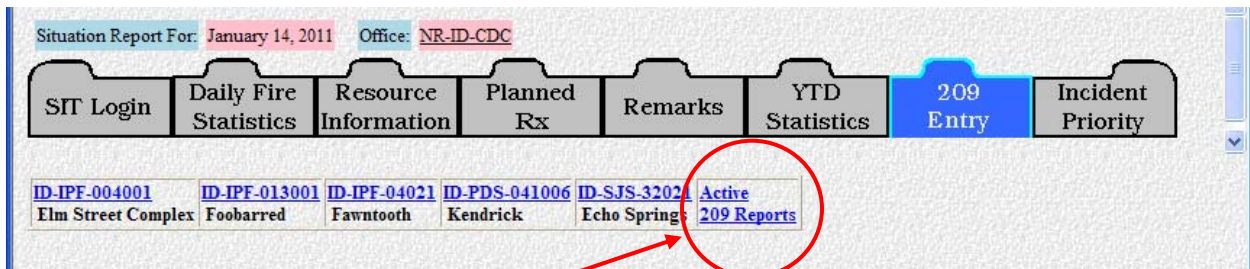 Situation Report For: January 14, 2011 Office: NR-ID-CDC
SIT Login
Daily Fire
Statistics
Resource
Information
Planned
Rx
Remarks
YTD
Statistics
209
Entry
Incident
Priority
ID-IPF-004001 ID-IPF-013001 ID-IPF-04021 ID-PDS-041006 ID-SJS-32021 Active
Elm Street Complex Foobarred Fawntooth Kendrick Echo Springs 209 Reports